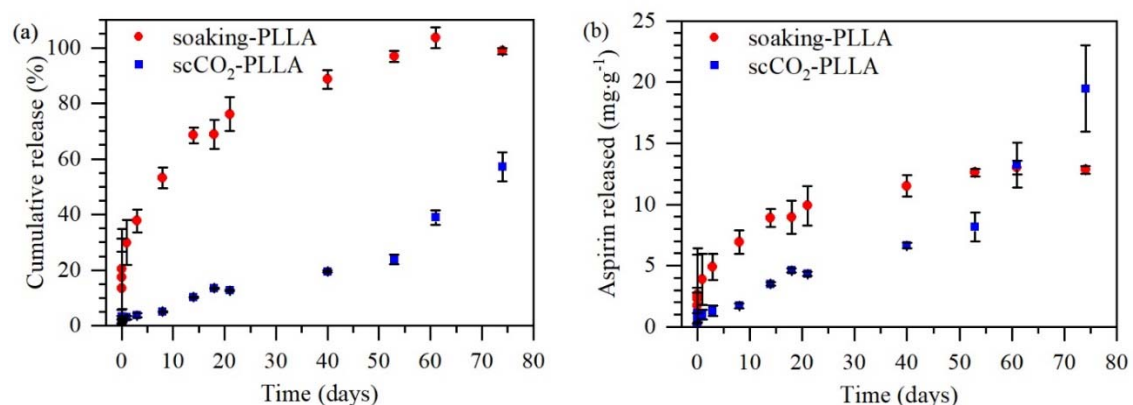 (a)
soaking-PLLA
scCO₂-PLLA
Cumulative release (%)
100
80
60
40
20
0
0 10 20 30 40 50 60 70 80
Time (days)
(b)
soaking-PLLA
scCO₂-PLLA
Aspirin released (mg·g⁻¹)
25
20
15
10
5
0
0 10 20 30 40 50 60 70 80
Time (days)